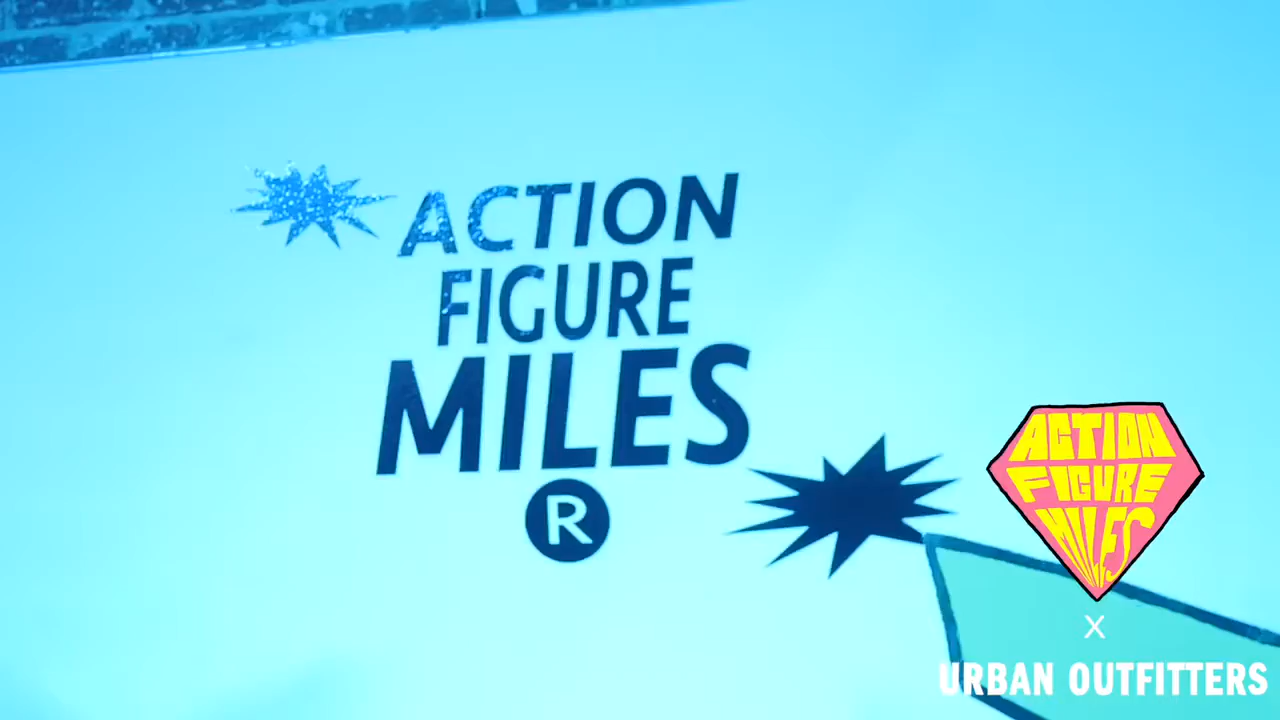 ACTION
FIGURE
MILES
R
ACTION
FIGURE
MILES
X
URBAN OUTFITTERS